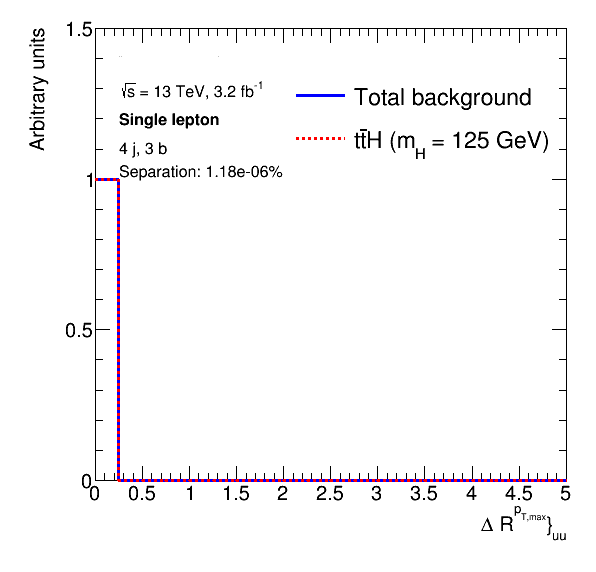 1.5
Arbitrary units
√s = 13 TeV, 3.2 fb-1
Single lepton
4 j, 3 b
Separation: 1.18e-06%
Total background
tt̄H (mH = 125 GeV)
1
0.5
0
0 0.5 1 1.5 2 2.5 3 3.5 4 4.5 5
Δ R^pT,max}uu